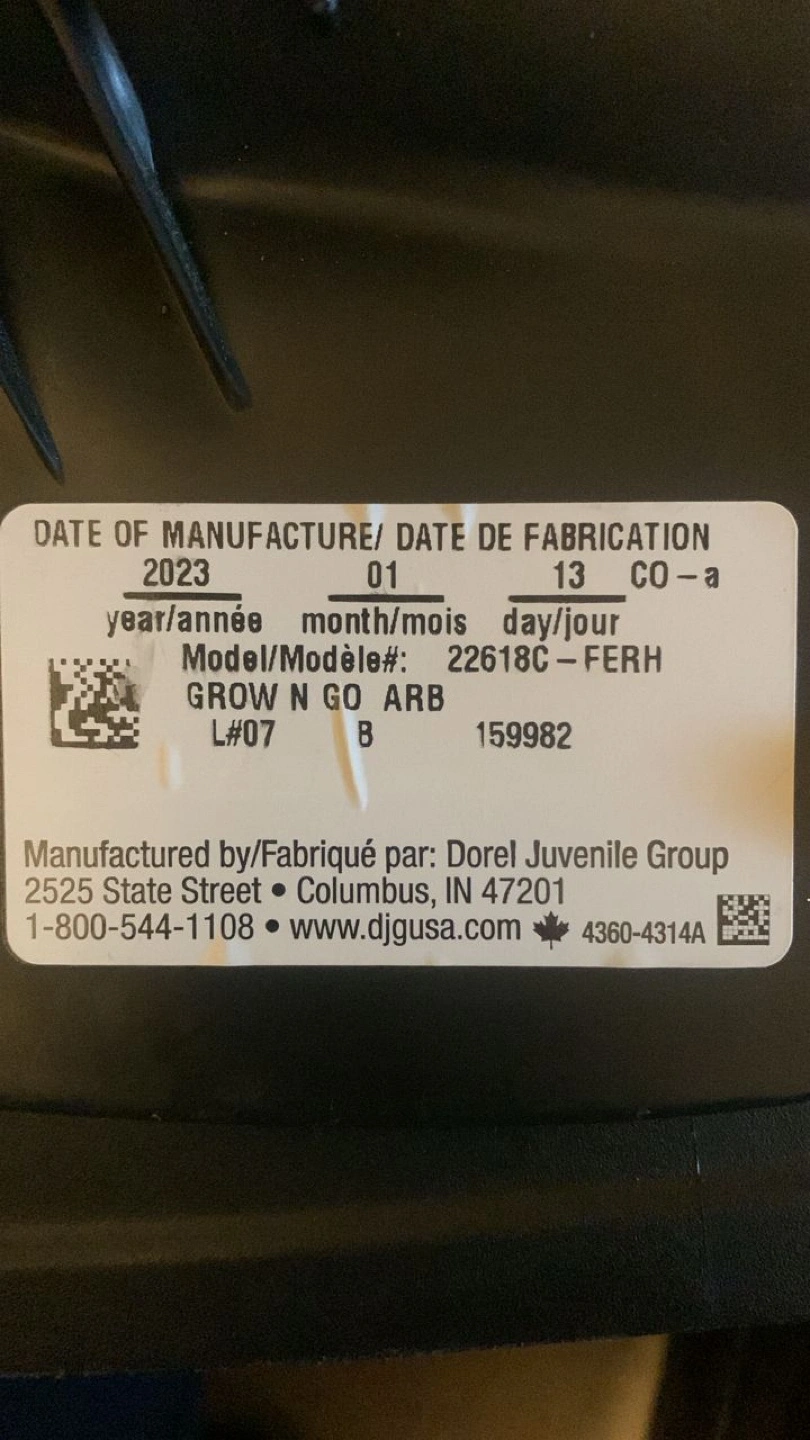 DATE OF MANUFACTURE/ DATE DE FABRICATION
2023 01 13 CO-a
year/année month/mois day/jour
Model/Modèle#: 22618C-FERH
GROW N GO ARB
L#07 B 159982
Manufactured by/Fabriqué par: Dorel Juvenile Group
2525 State Street • Columbus, IN 47201
1-800-544-1108 • www.djgusa.com 4360-4314A